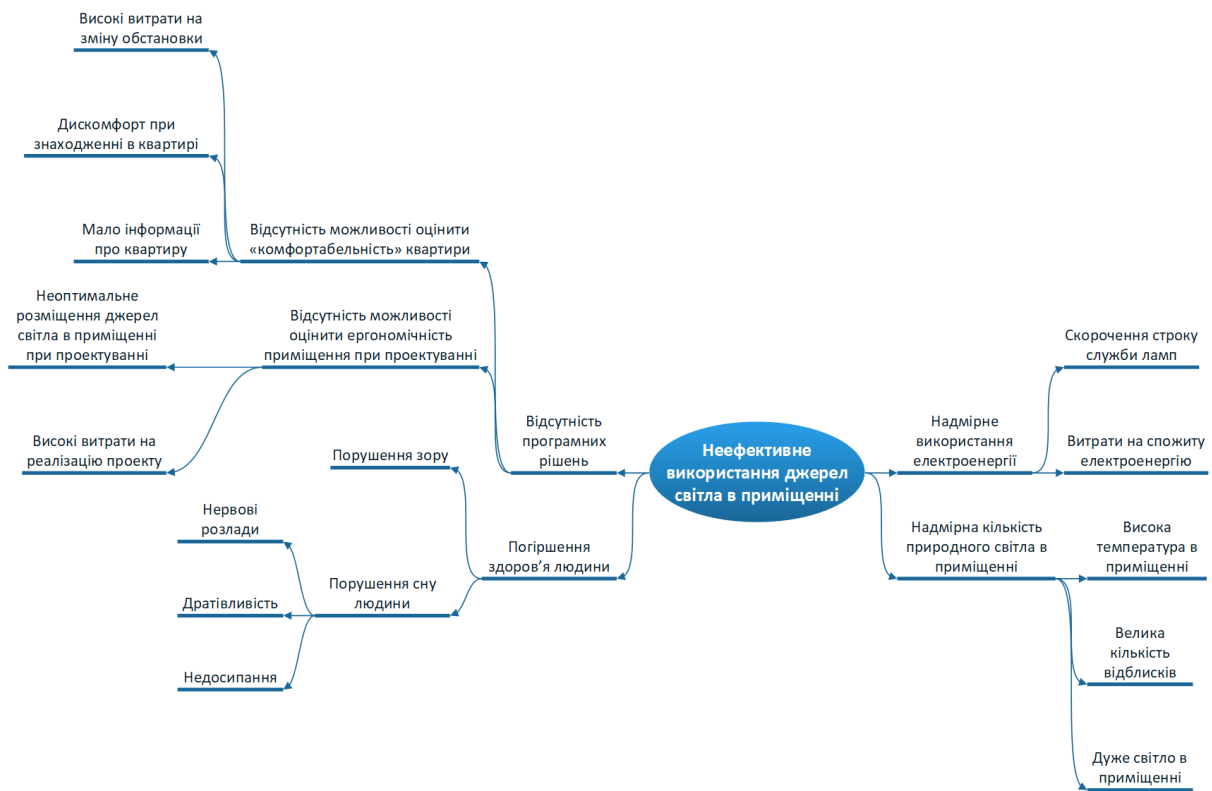 Високі витрати на
зміну обстановки
Дискомфорт при
знаходженні в квартирі
Мало інформації
про квартиру
Відсутність можливості оцінити
«комфортабельність» квартири
Неоптимальне
розміщення джерел
світла в приміщенні
при проектуванні
Відсутність можливості
оцінити ергономічність
приміщення при проектуванні
Високі витрати на
реалізацію проекту
Відсутність
програмних
рішень
Порушення зору
Нервові
розлади
Дратівливість
Недосипання
Порушення сну
людини
Погіршення
здоров’я людини
Неефективне
використання джерел
світла в приміщенні
Надмірне
використання
електроенергії
Скорочення строку
служби ламп
Витрати на спожиту
електроенергію
Надмірна кількість
природного світла в
приміщенні
Висока
температура в
приміщенні
Велика
кількість
відблисків
Дуже світло в
приміщенні